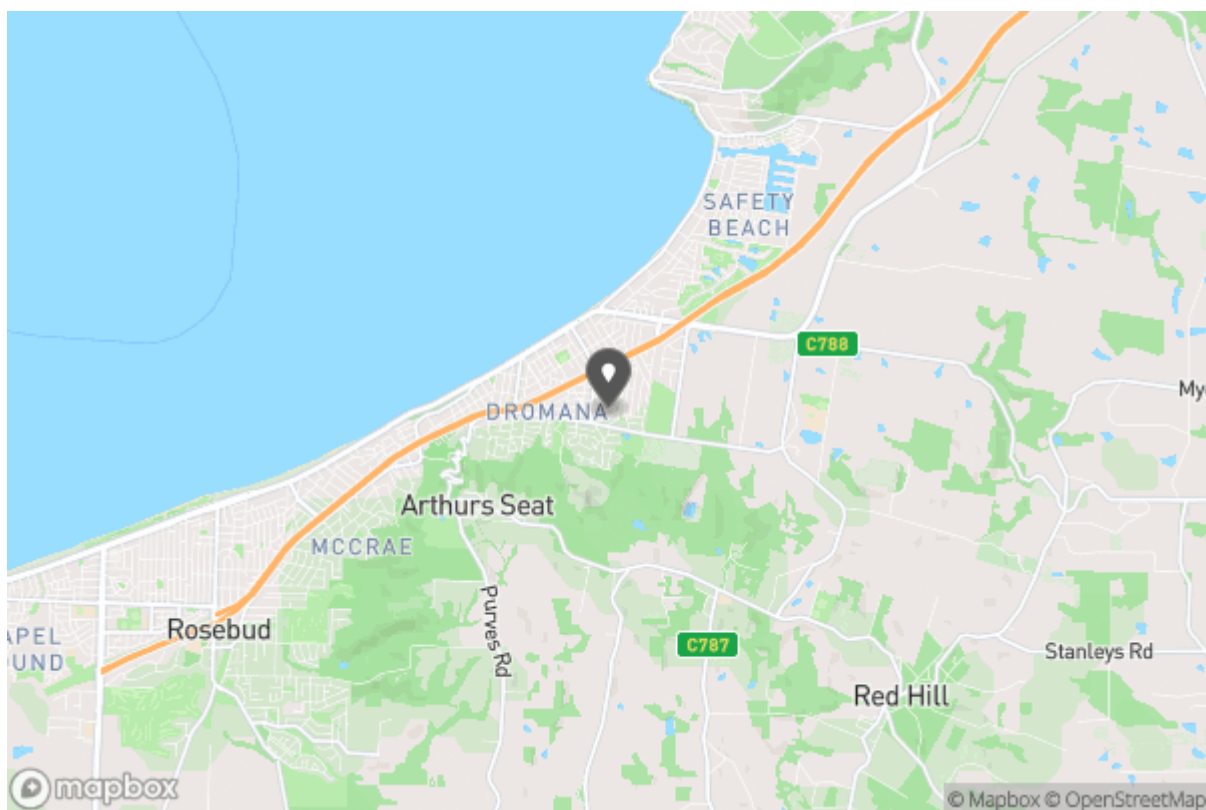 SAFETY
BEACH
C788
Mye
DROMANA
Arthurs Seat
MCCRAE
Purves Rd
APEL
OUND
Rosebud
C787
Stanleys Rd
Red Hill
mapbox
© Mapbox © OpenStreetMap